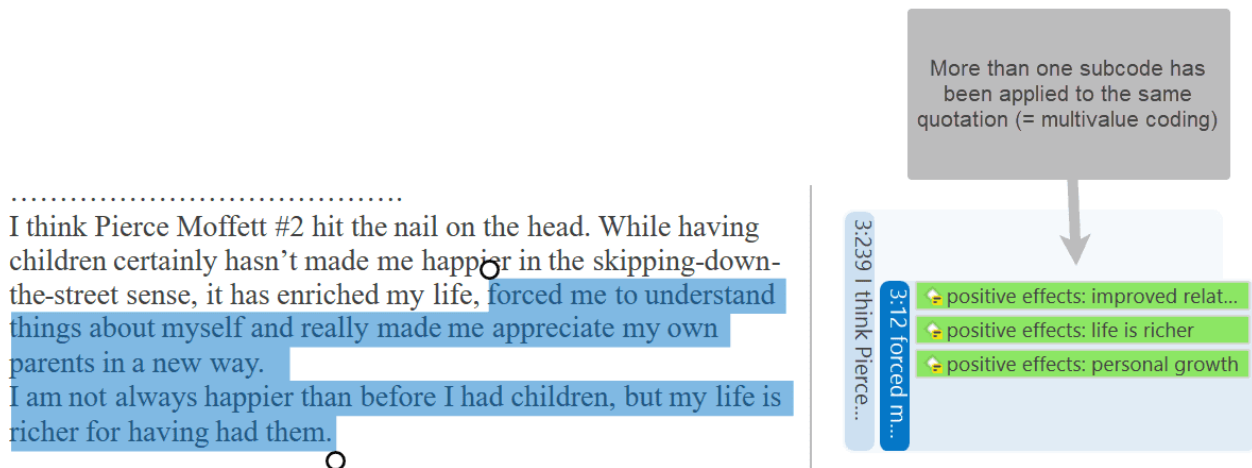 More than one subcode has
been applied to the same
quotation (= multivalue coding)
………………………………….
I think Pierce Moffett #2 hit the nail on the head. While having
children certainly hasn’t made me happier in the skipping-down-
the-street sense, it has enriched my life, forced me to understand
things about myself and really made me appreciate my own
parents in a new way.
I am not always happier than before I had children, but my life is
richer for having had them.
3:239 I think Pierce...
3:12 forced m...
positive effects: improved relat...
positive effects: life is richer
positive effects: personal growth